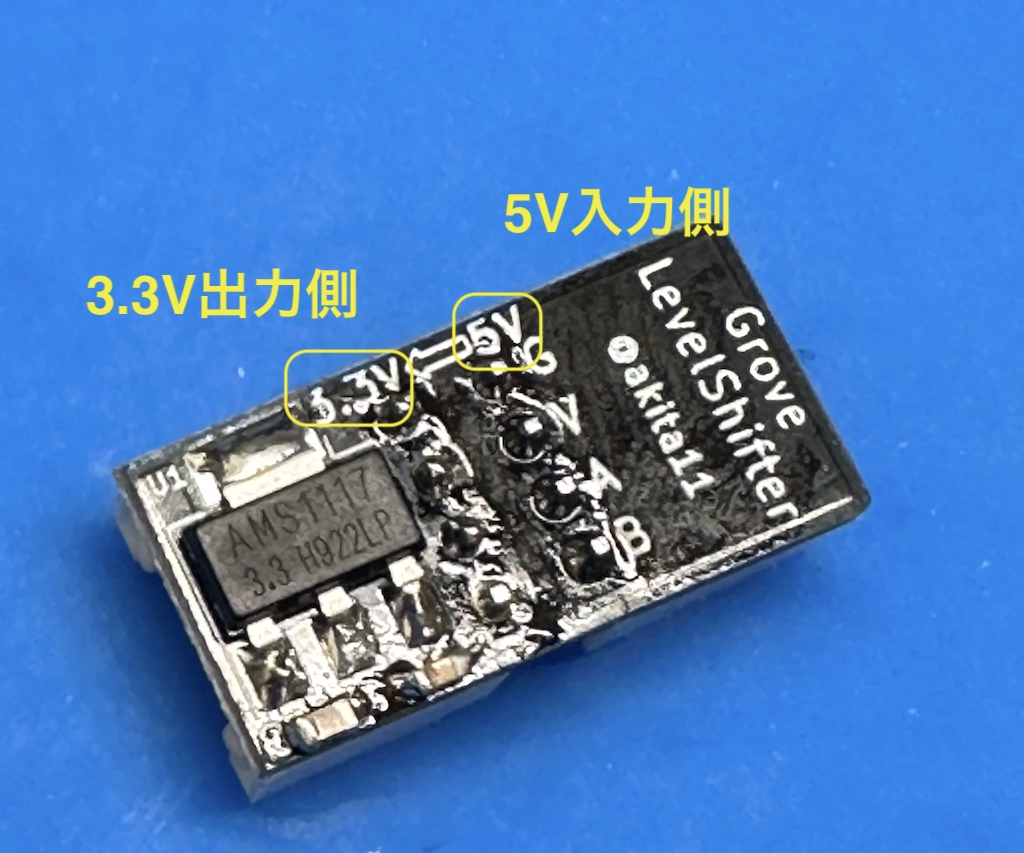 5V入力側
3.3V出力側
Grove
LevelShifter
@akita11
3.3V
5V
G
V
A
B
U1
AMS1117
3.3 H922LP